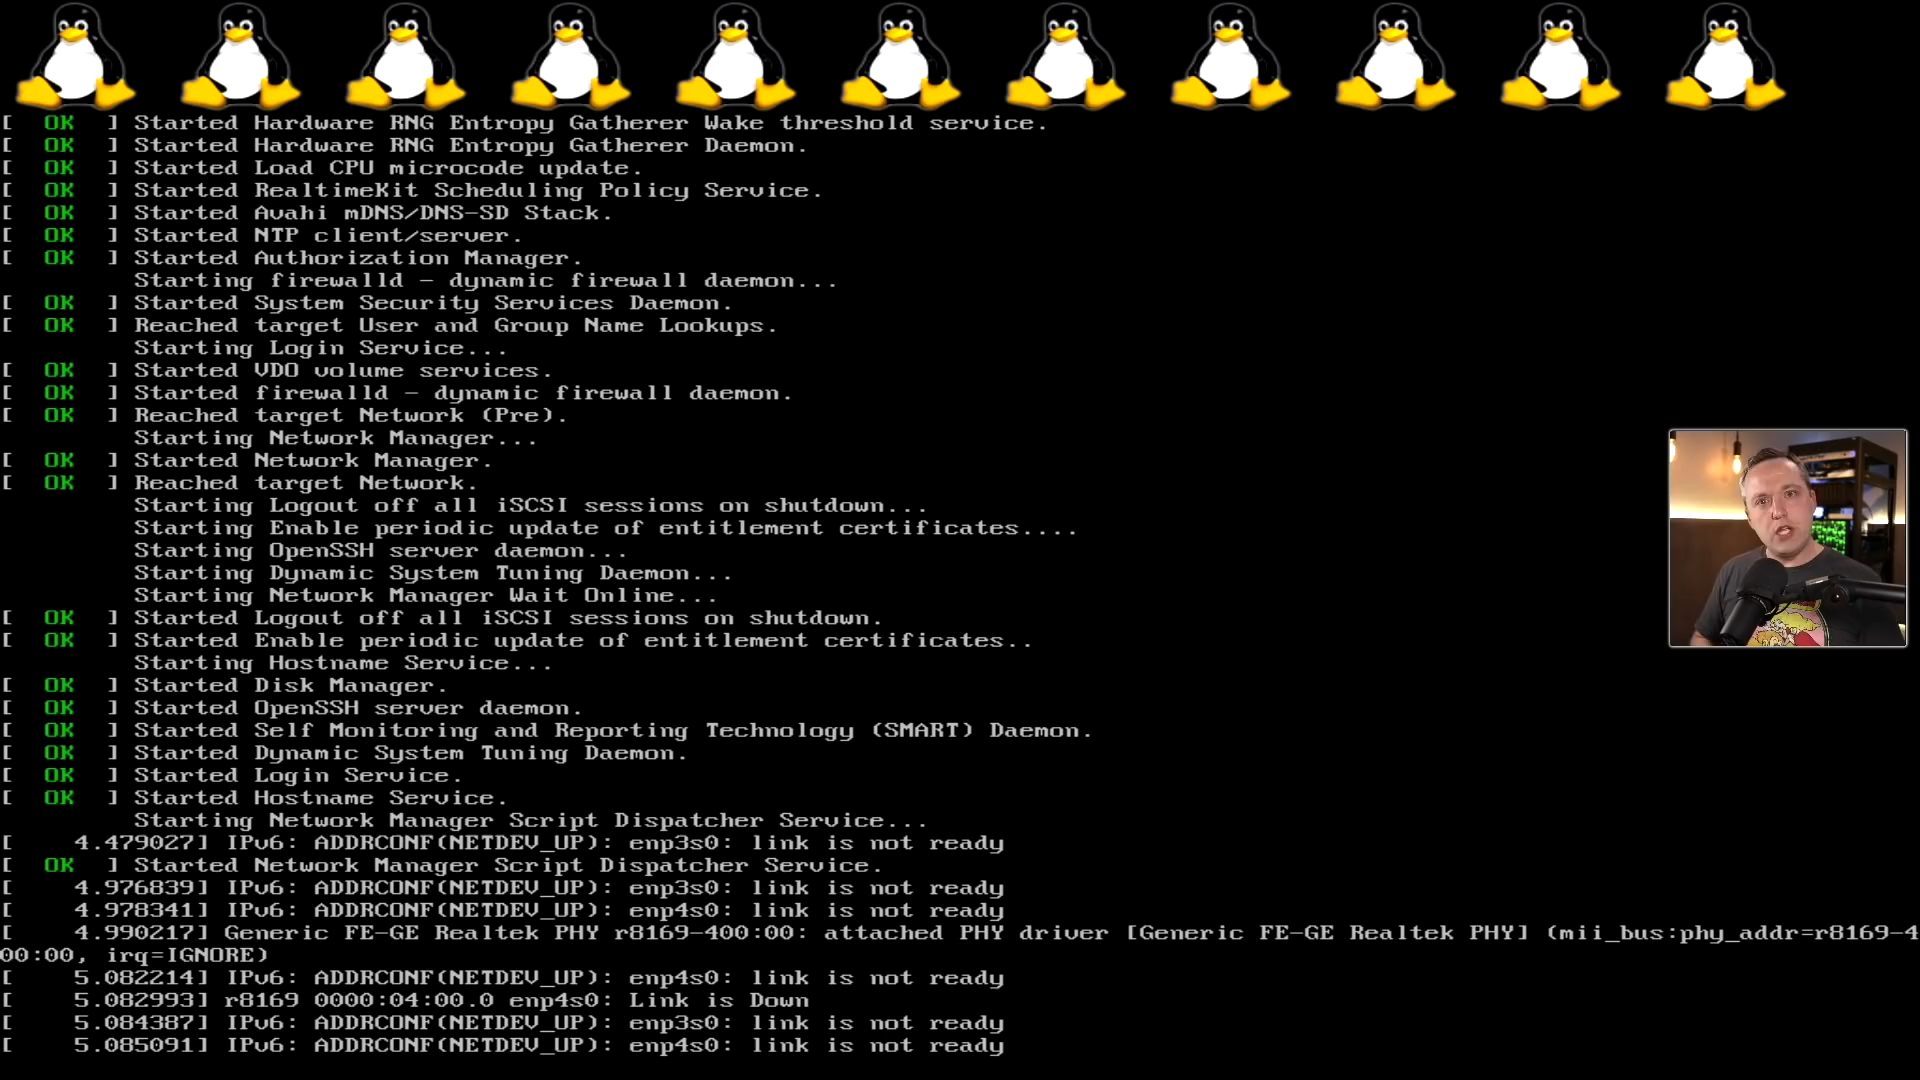 [  OK  ] Started Hardware RNG Entropy Gatherer Wake threshold service.
[  OK  ] Started Hardware RNG Entropy Gatherer Daemon.
[  OK  ] Started Load CPU microcode update.
[  OK  ] Started RealtimeKit Scheduling Policy Service.
[  OK  ] Started Avahi mDNS/DNS-SD Stack.
[  OK  ] Started NTP client/server.
[  OK  ] Started Authorization Manager.
Starting firewalld - dynamic firewall daemon...
[  OK  ] Started System Security Services Daemon.
[  OK  ] Reached target User and Group Name Lookups.
Starting Login Service...
[  OK  ] Started VDO volume services.
[  OK  ] Started firewalld - dynamic firewall daemon.
[  OK  ] Reached target Network (Pre).
Starting Network Manager...
[  OK  ] Started Network Manager.
[  OK  ] Reached target Network.
Starting Logout off all iSCSI sessions on shutdown...
Starting Enable periodic update of entitlement certificates....
Starting OpenSSH server daemon...
Starting Dynamic System Tuning Daemon...
Starting Network Manager Wait Online...
[  OK  ] Started Logout off all iSCSI sessions on shutdown.
[  OK  ] Started Enable periodic update of entitlement certificates..
Starting Hostname Service...
[  OK  ] Started Disk Manager.
[  OK  ] Started OpenSSH server daemon.
[  OK  ] Started Self Monitoring and Reporting Technology (SMART) Daemon.
[  OK  ] Started Dynamic System Tuning Daemon.
[  OK  ] Started Login Service.
[  OK  ] Started Hostname Service.
Starting Network Manager Script Dispatcher Service...
[    4.479027] IPv6: ADDRCONF(NETDEV_UP): enp3s0: link is not ready
[  OK  ] Started Network Manager Script Dispatcher Service.
[    4.976839] IPv6: ADDRCONF(NETDEV_UP): enp3s0: link is not ready
[    4.978341] IPv6: ADDRCONF(NETDEV_UP): enp4s0: link is not ready
[    4.990217] Generic FE-GE Realtek PHY r8169-400:00: attached PHY driver [Generic FE-GE Realtek PHY] (mii_bus:phy_addr=r8169-4
00:00, irq=IGNORE)
[    5.082214] IPv6: ADDRCONF(NETDEV_UP): enp4s0: link is not ready
[    5.082993] r8169 0000:04:00.0 enp4s0: Link is Down
[    5.084387] IPv6: ADDRCONF(NETDEV_UP): enp3s0: link is not ready
[    5.085091] IPv6: ADDRCONF(NETDEV_UP): enp4s0: link is not ready